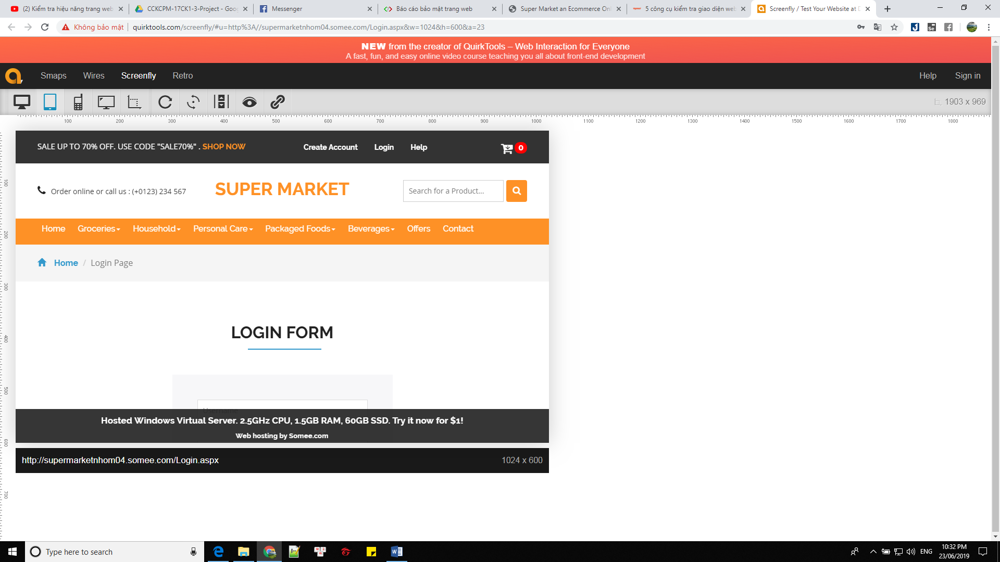 (2) Kiểm tra hiệu năng trang web
CCKCPM-17CK1-3-Project - Goo
Messenger
Báo cáo bảo mật trang web
Super Market an Ecommerce Onl
5 công cụ kiểm tra giao diện web
Screenfly / Test Your Website at D
Không bảo mật
quirktools.com/screenfly/#u=http%3A//supermarketnhom04.somee.com/Login.aspx&w=1024&h=600&a=23
NEW from the creator of QuirkTools – Web Interaction for Everyone
A fast, fun, and easy online video course teaching you all about front-end development
Smaps Wires Screenfly Retro Help Sign in
1903 x 969
100 200 300 400 500 600 700 800 900 1000 1100 1200 1300 1400 1500 1600 1700 1800
SALE UP TO 70% OFF. USE CODE "SALE70%" . SHOP NOW
Create Account Login Help
0
100
Order online or call us : (+0123) 234 567
SUPER MARKET
Search for a Product...
200
Home Groceries Household Personal Care Packaged Foods Beverages Offers Contact
Home / Login Page
300
400
LOGIN FORM
500
Username
Hosted Windows Virtual Server. 2.5GHz CPU, 1.5GB RAM, 60GB SSD. Try it now for $1!
Web hosting by Somee.com
600
http://supermarketnhom04.somee.com/Login.aspx
1024 x 600
700
Type here to search
ENG
10:32 PM
23/06/2019